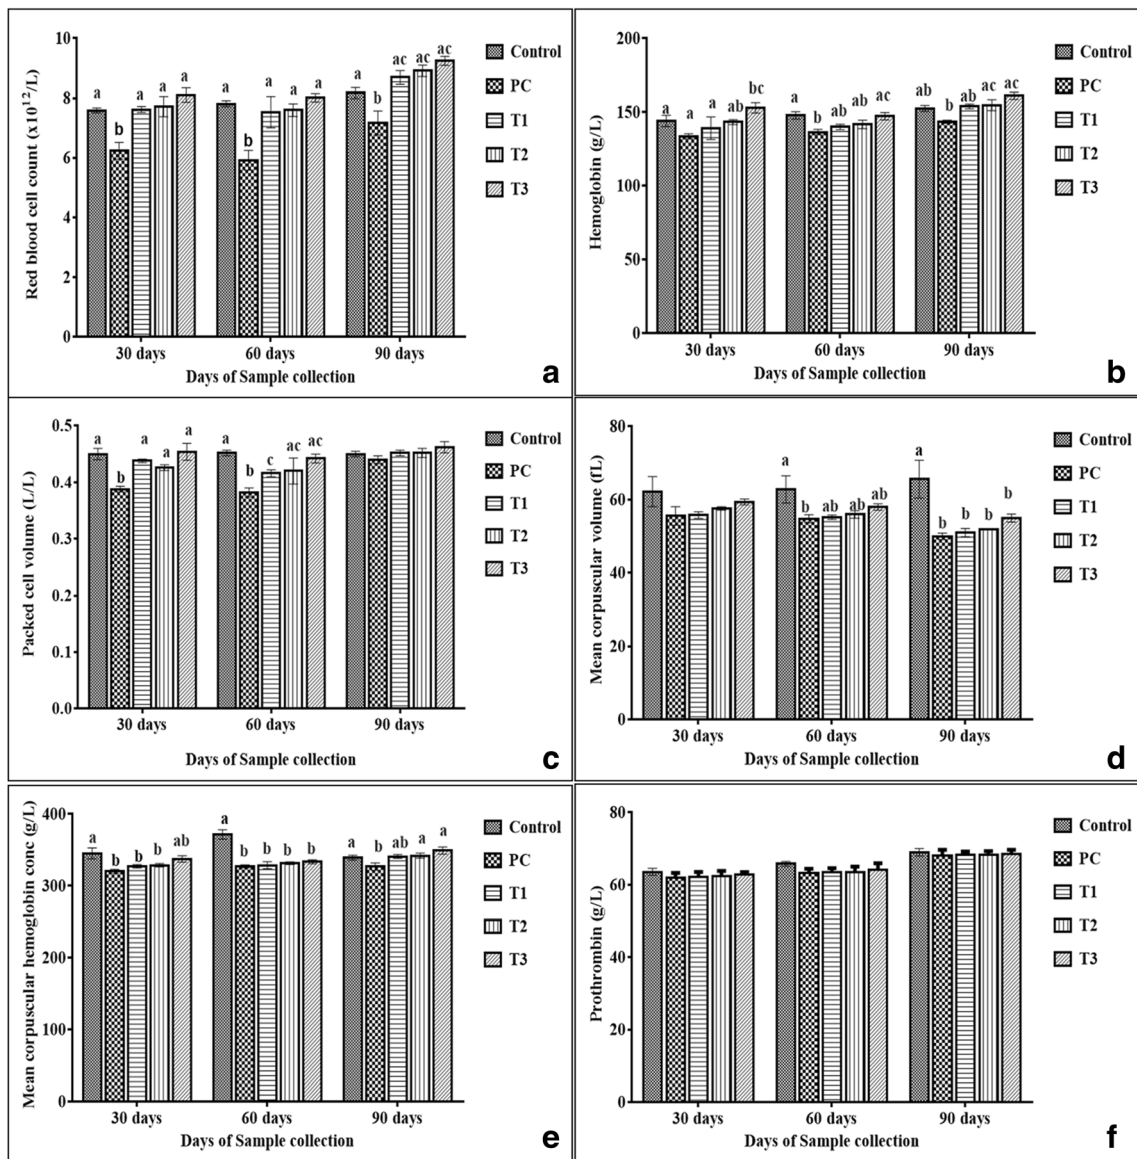 10
8
6
4
2
0
Red blood cell count (x10¹²/L)
a b a a a
a b a a a
a b ac ac ac
30 days 60 days 90 days
Days of Sample collection
Control
PC
T1
T2
T3
a
200
150
100
50
0
Hemoglobin (g/L)
a a a ab bc
a b ab ab ac
ab b ab ac ac
30 days 60 days 90 days
Days of Sample collection
Control
PC
T1
T2
T3
b
0.5
0.4
0.3
0.2
0.1
0.0
Packed cell volume (L/L)
a b a a a
a b c ac ac
30 days 60 days 90 days
Days of Sample collection
Control
PC
T1
T2
T3
c
80
60
40
20
0
Mean corpuscular volume (fL)
a b ab ab ab
a b b b b
30 days 60 days 90 days
Days of Sample collection
Control
PC
T1
T2
T3
d
400
300
200
100
0
Mean corpuscular hemoglobin conc (g/L)
a b b b ab
a b b b b
a b ab a a
30 days 60 days 90 days
Days of Sample collection
Control
PC
T1
T2
T3
e
80
60
40
20
0
Prothrombin (g/L)
30 days 60 days 90 days
Days of Sample collection
Control
PC
T1
T2
T3
f